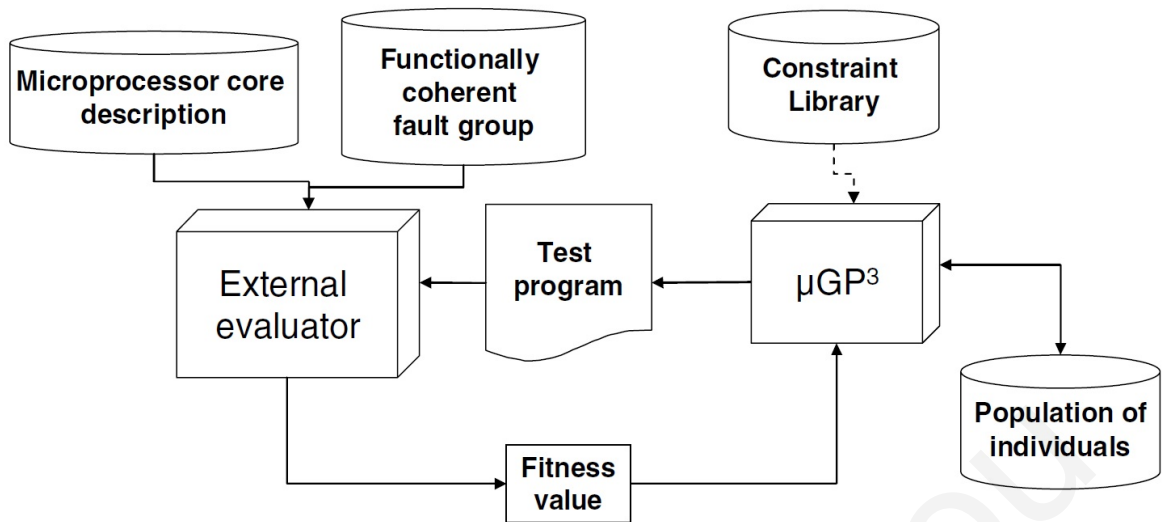 Microprocessor core
description
Functionally
coherent
fault group
Constraint
Library
External
evaluator
Test
program
µGP³
Population of
individuals
Fitness
value